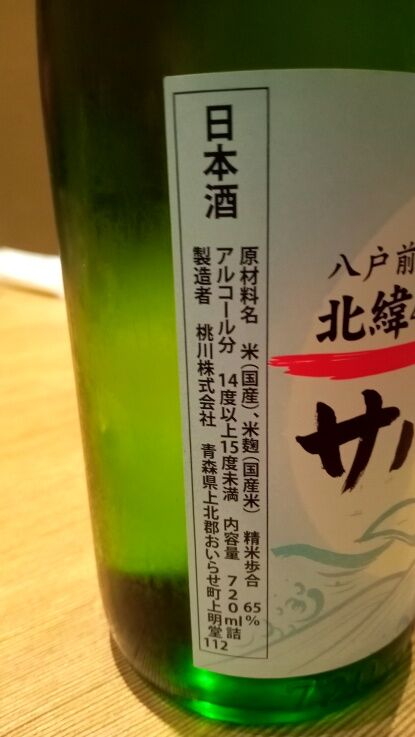 日本酒
原材料名 米(国産)、米麹(国産米) 精米歩合 65%
アルコール分 14度以上15度未満 内容量 720ml詰
製造者 桃川株式会社 青森県上北郡おいらせ町上明堂112
八戸前
北緯4
サバ